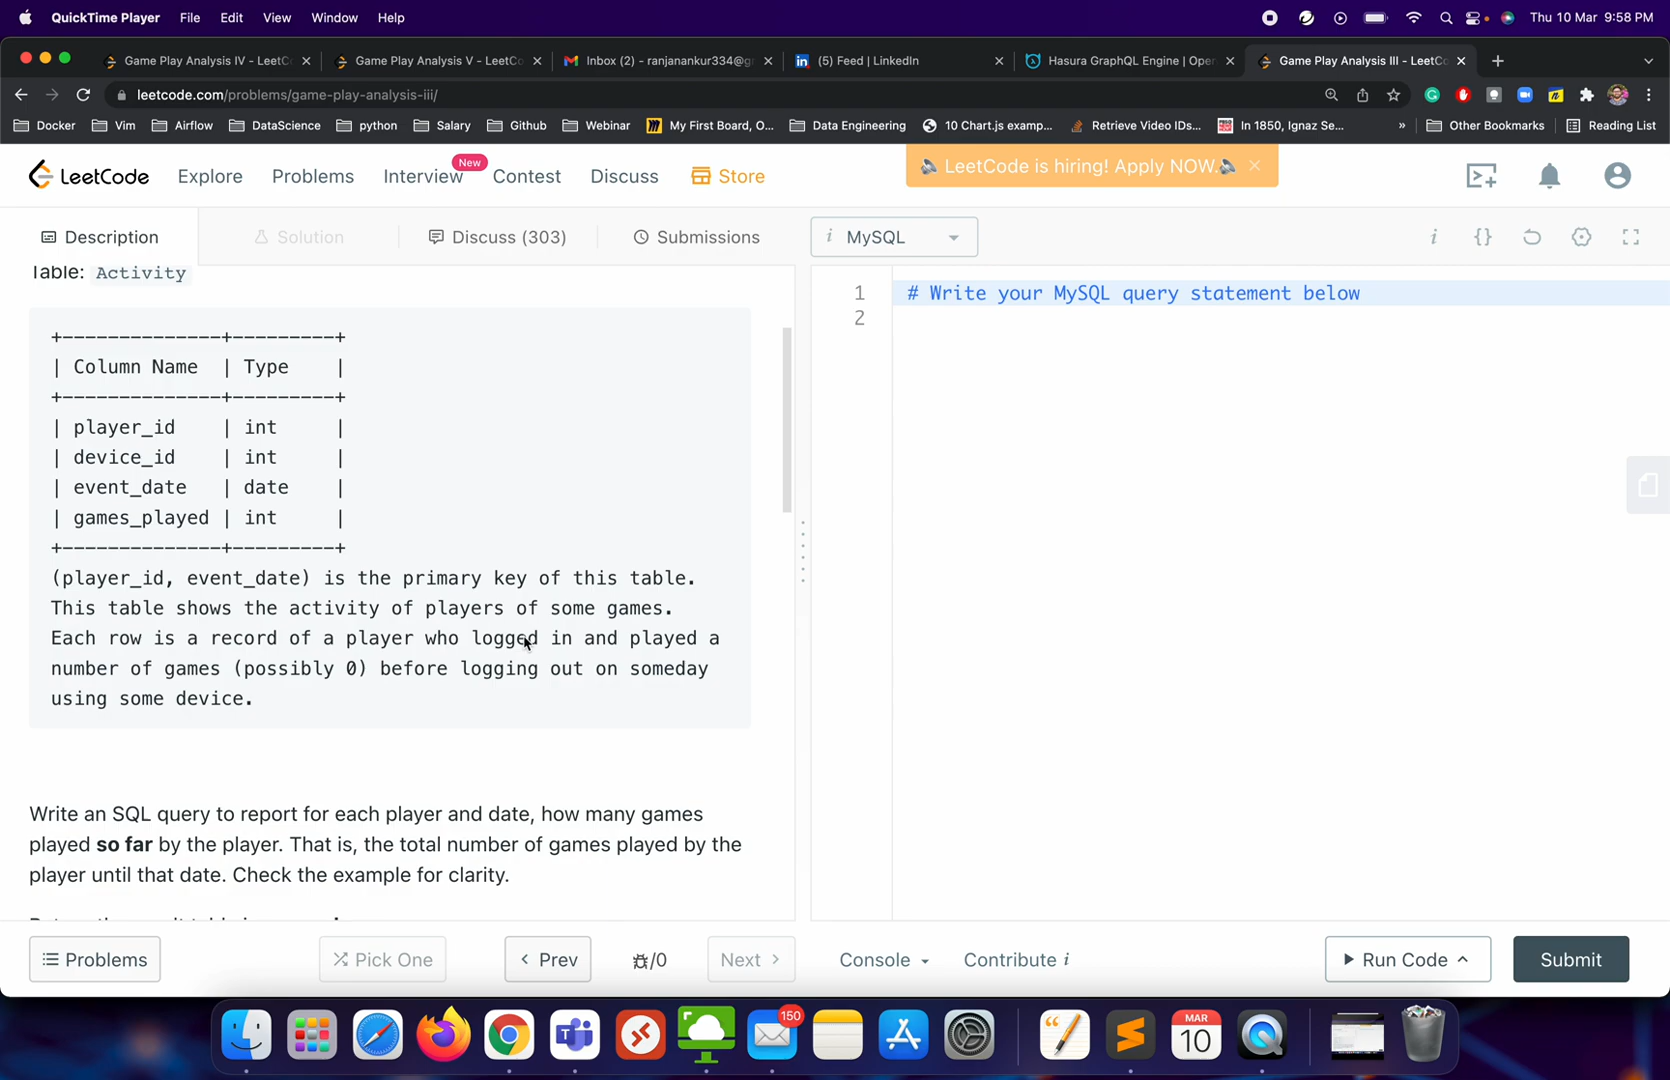 QuickTime Player File Edit View Window Help Thu 10 Mar 9:58 PM
Game Play Analysis IV - LeetCo Game Play Analysis V - LeetCo Inbox (2) - ranjanankur334@g (5) Feed | LinkedIn Hasura GraphQL Engine | Oper Game Play Analysis III - LeetCo
leetcode.com/problems/game-play-analysis-iii/
Docker Vim Airflow DataScience python Salary Github Webinar My First Board, O... Data Engineering 10 Chart.js examp... Retrieve Video IDs... In 1850, Ignaz Se... » Other Bookmarks Reading List
LeetCode Explore Problems Interview New Contest Discuss Store LeetCode is hiring! Apply NOW.
Description Solution Discuss (303) Submissions i MySQL i {}
Table: Activity
+--------------+---------+
| Column Name | Type |
+--------------+---------+
| player_id | int |
| device_id | int |
| event_date | date |
| games_played | int |
+--------------+---------+
(player_id, event_date) is the primary key of this table.
This table shows the activity of players of some games.
Each row is a record of a player who logged in and played a
number of games (possibly 0) before logging out on someday
using some device.
Write an SQL query to report for each player and date, how many games
played so far by the player. That is, the total number of games played by the
player until that date. Check the example for clarity.
1 # Write your MySQL query statement below
2
Problems Pick One Prev /0 Next Console Contribute i Run Code Submit
150
MAR
10